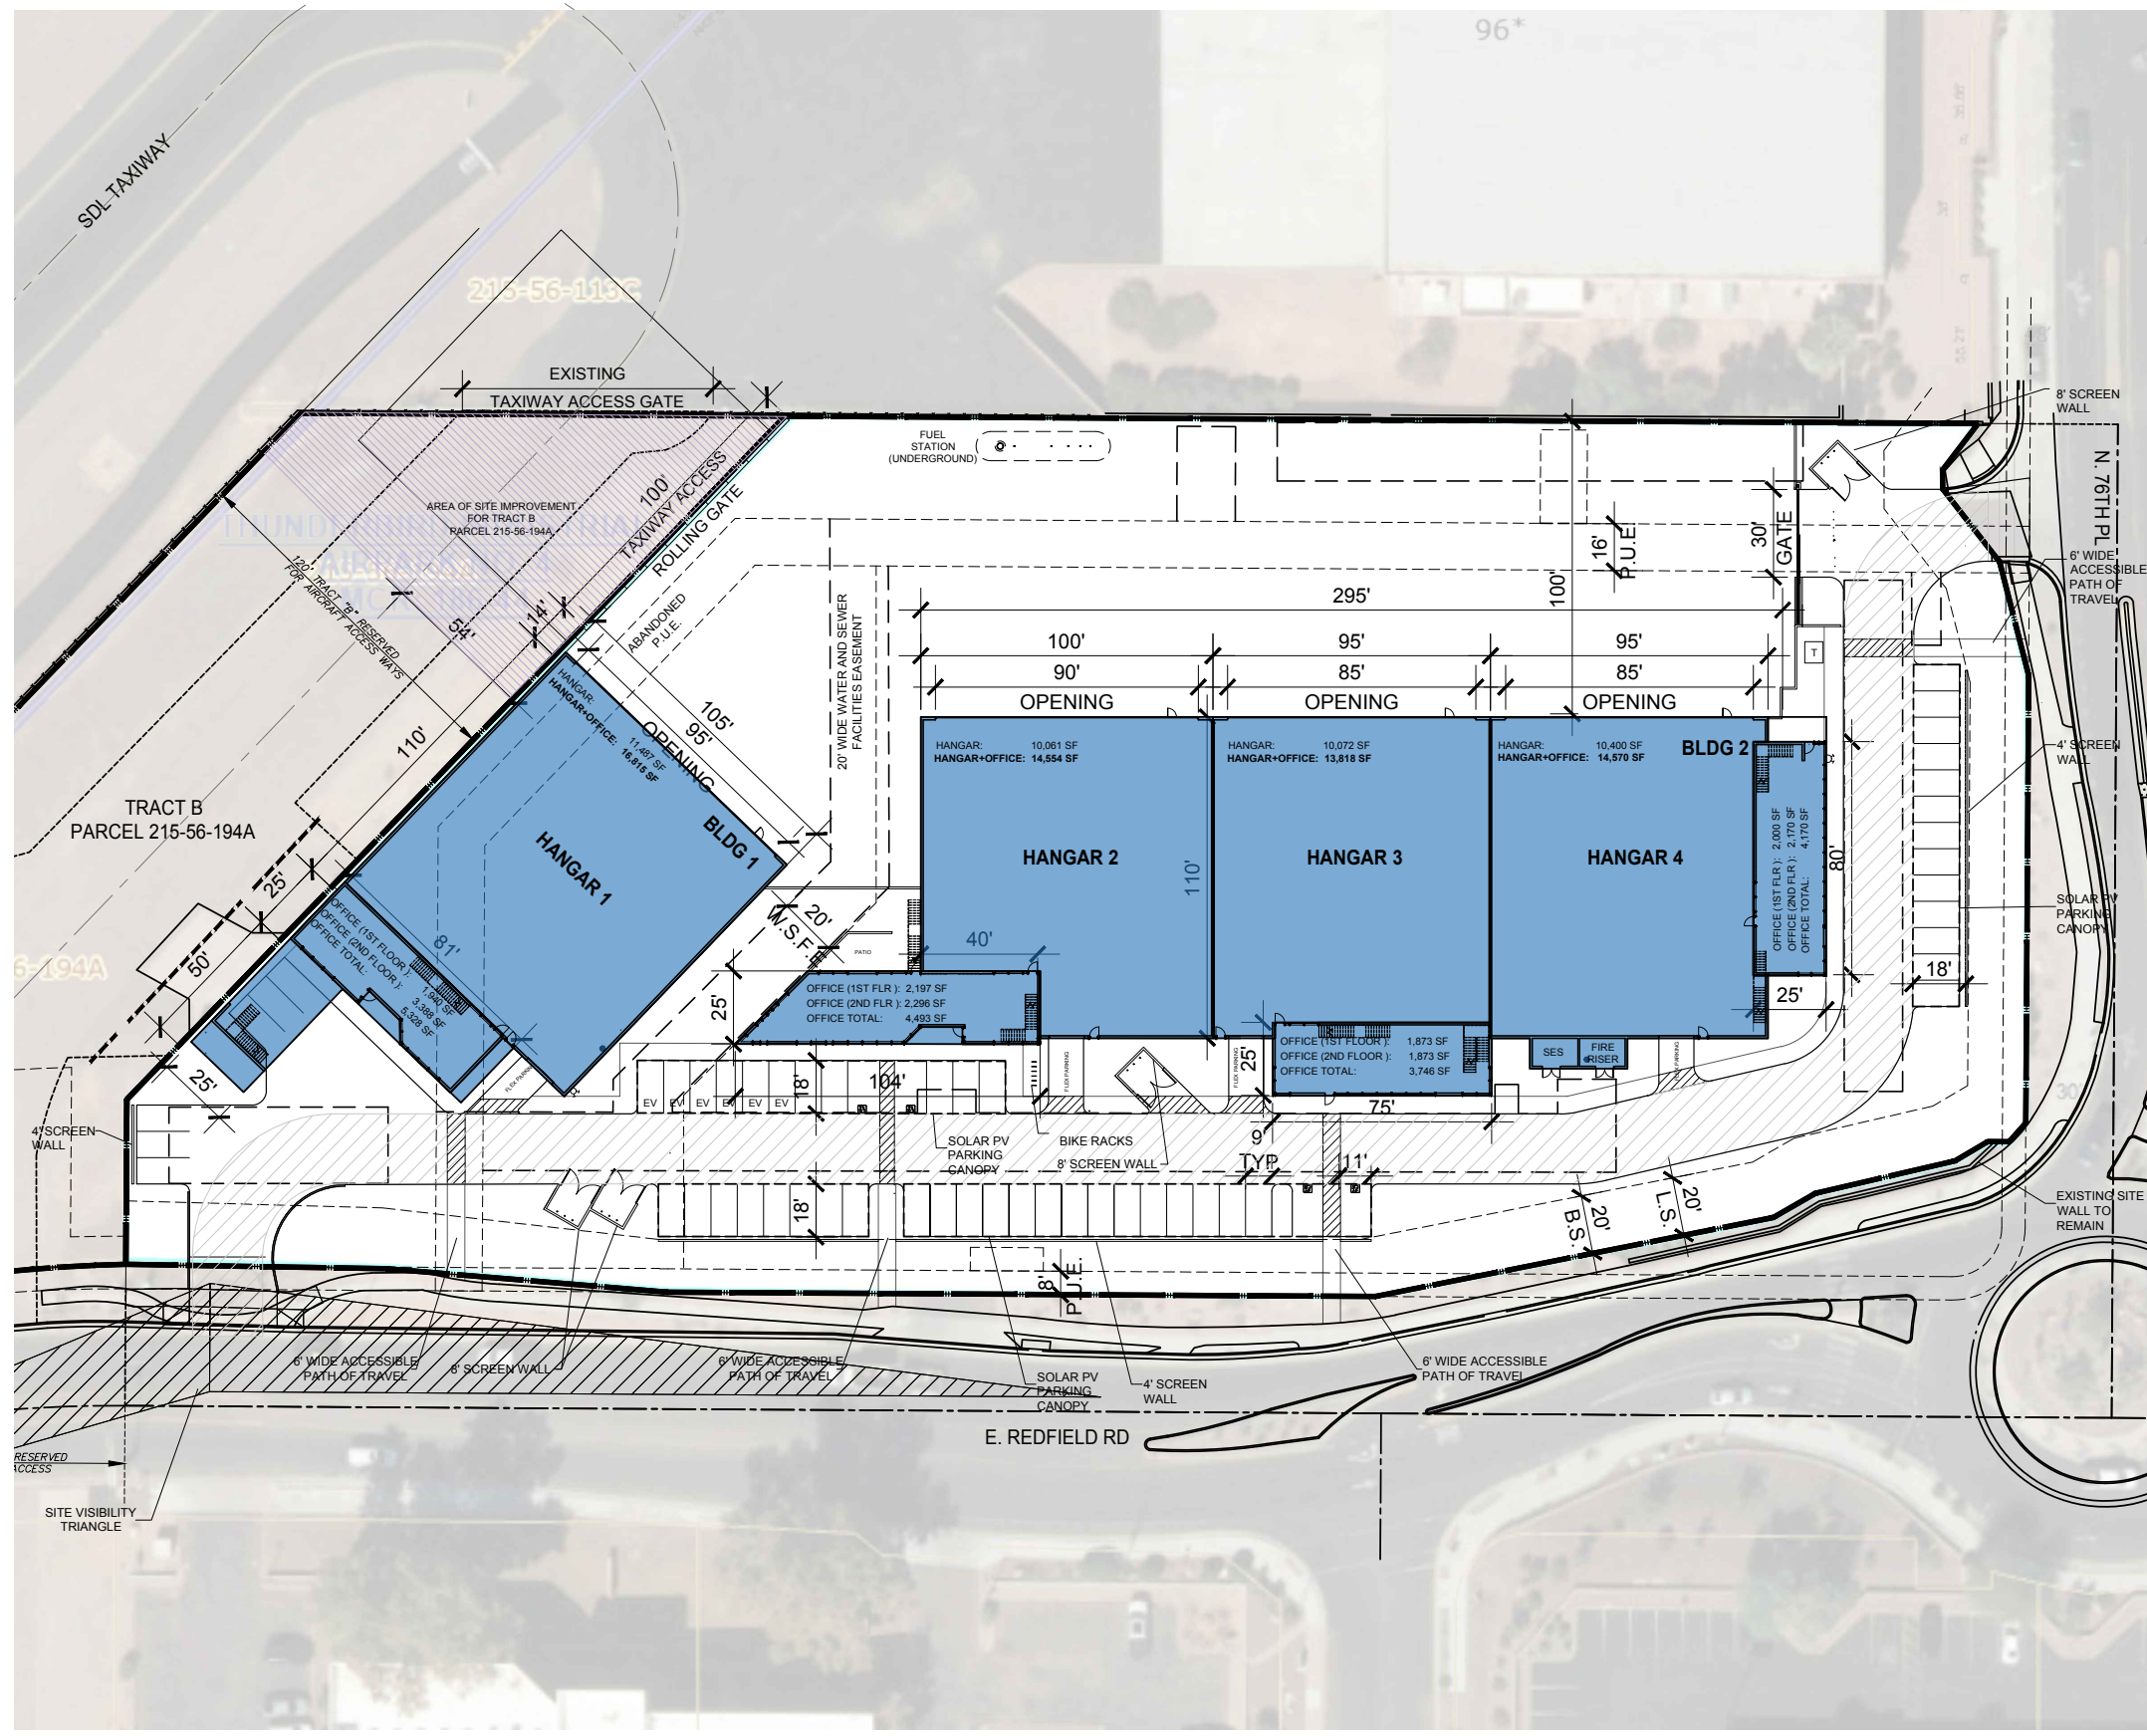 96*
SDL TAXIWAY
215-56-113C
EXISTING
TAXIWAY ACCESS GATE
8' SCREEN
WALL
FUEL
STATION
(UNDERGROUND)
N. 76TH PL
100'
TAXIWAY ACCESS
ROLLING GATE
AREA OF SITE IMPROVEMENT
FOR TRACT B
PARCEL 215-56-194A
120' TRACT "B" RESERVED
FOR AIRCRAFT ACCESS WAYS
54'
14'
ABANDONED
P.U.E.
20' WIDE WATER AND SEWER
FACILITIES EASEMENT
16'
P.U.E
30'
GATE
100'
6' WIDE
ACCESSIBLE
PATH OF
TRAVEL
295'
100'
95'
95'
90'
85'
85'
OPENING
OPENING
OPENING
T
110'
105'
95'
OPENING
HANGAR:
11,487 SF
HANGAR+OFFICE:
16,815 SF
HANGAR: 10,061 SF
HANGAR+OFFICE: 14,554 SF
HANGAR: 10,072 SF
HANGAR+OFFICE: 13,818 SF
HANGAR: 10,400 SF
HANGAR+OFFICE: 14,570 SF
BLDG 2
4' SCREEN
WALL
TRACT B
PARCEL 215-56-194A
BLDG 1
HANGAR 1
HANGAR 2
HANGAR 3
HANGAR 4
110'
OFFICE (1ST FLR ): 2,000 SF
OFFICE (2ND FLR ): 2,170 SF
OFFICE TOTAL: 4,170 SF
80'
SOLAR PV
PARKING
CANOPY
25'
50'
25'
6-194A
81'
OFFICE (1ST FLOOR ):
1,940 SF
OFFICE (2ND FLOOR ):
3,388 SF
OFFICE TOTAL:
5,328 SF
20'
W.S.F.E
PATIO
40'
25'
OFFICE (1ST FLR ): 2,197 SF
OFFICE (2ND FLR ): 2,296 SF
OFFICE TOTAL: 4,493 SF
18'
25'
25'
OFFICE (1ST FLOOR ): 1,873 SF
OFFICE (2ND FLOOR ): 1,873 SF
OFFICE TOTAL: 3,746 SF
SES
FIRE
RISER
FLEX PARKING
FLEX PARKING
FLEX PARKING
FLEX PARKING
18'
104'
EV EV EV EV EV EV
75'
30'
4' SCREEN
WALL
SOLAR PV
PARKING
CANOPY
BIKE RACKS
8' SCREEN WALL
9'
TYP
11'
18'
20'
B.S.
20'
L.S.
EXISTING SITE
WALL TO
REMAIN
8'
P.U.E.
6' WIDE ACCESSIBLE
PATH OF TRAVEL
8' SCREEN WALL
6' WIDE ACCESSIBLE
PATH OF TRAVEL
SOLAR PV
PARKING
CANOPY
4' SCREEN
WALL
6' WIDE ACCESSIBLE
PATH OF TRAVEL
E. REDFIELD RD
RESERVED
ACCESS
SITE VISIBILITY
TRIANGLE